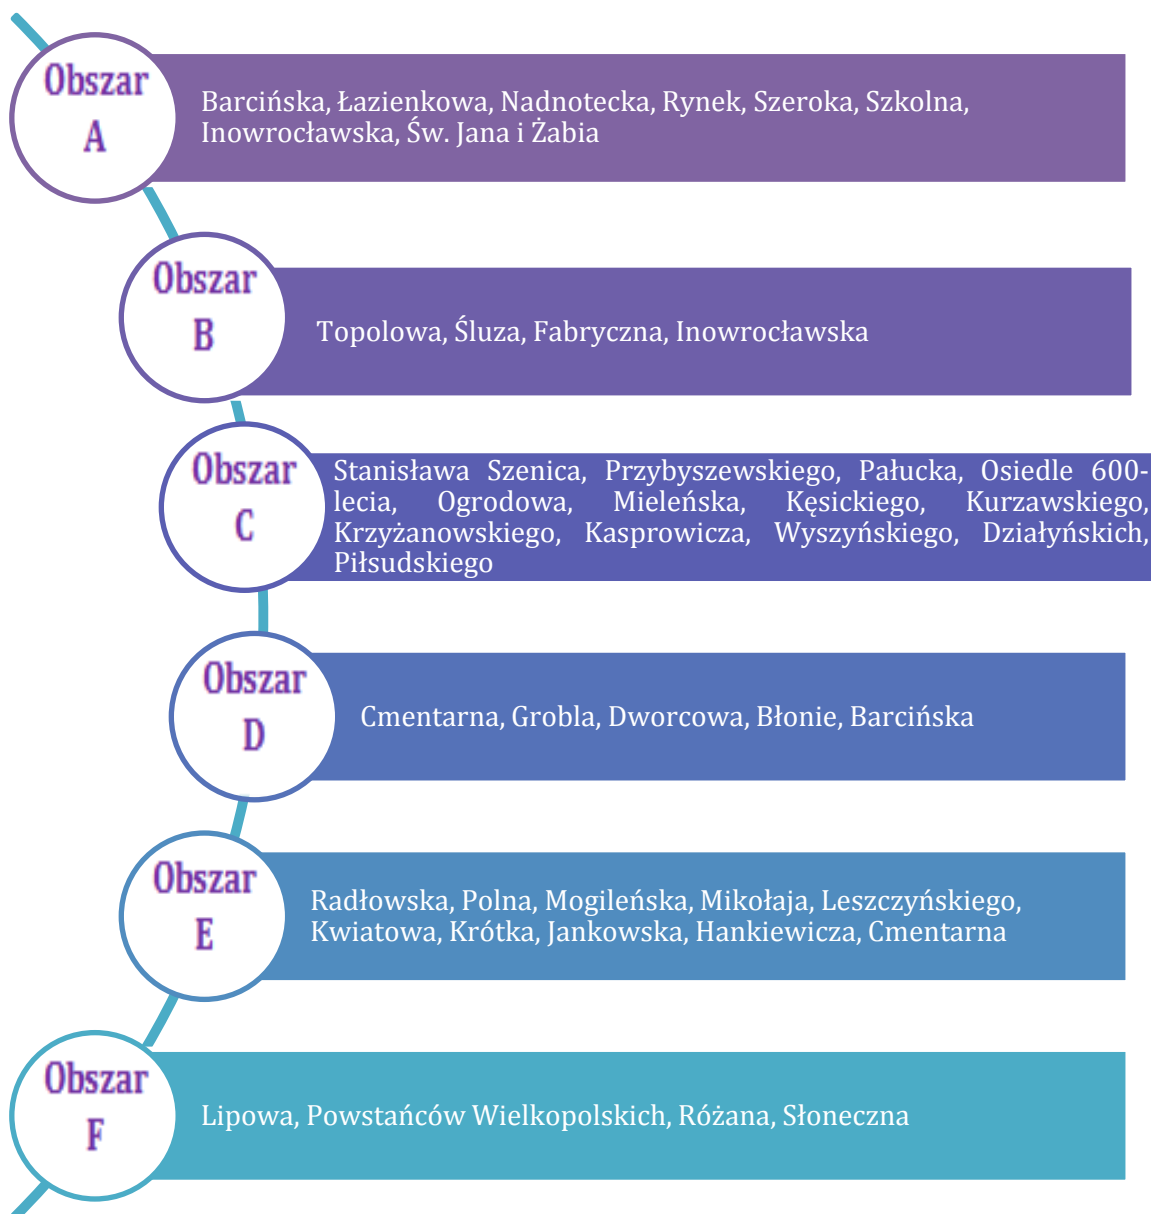 Obszar
A
Barcińska, Łazienkowa, Nadnotecka, Rynek, Szeroka, Szkolna,
Inowrocławska, Św. Jana i Żabia
Obszar
B
Topolowa, Śluza, Fabryczna, Inowrocławska
Obszar
C
Stanisława Szenica, Przybyszewskiego, Pałucka, Osiedle 600-
lecia, Ogrodowa, Mieleńska, Kęsickiego, Kurzawskiego,
Krzyżanowskiego, Kasprowicza, Wyszyńskiego, Działyńskich,
Piłsudskiego
Obszar
D
Cmentarna, Grobla, Dworcowa, Błonie, Barcińska
Obszar
E
Radłowska, Polna, Mogileńska, Mikołaja, Leszczyńskiego,
Kwiatowa, Krótka, Jankowska, Hankiewicza, Cmentarna
Obszar
F
Lipowa, Powstańców Wielkopolskich, Różana, Słoneczna